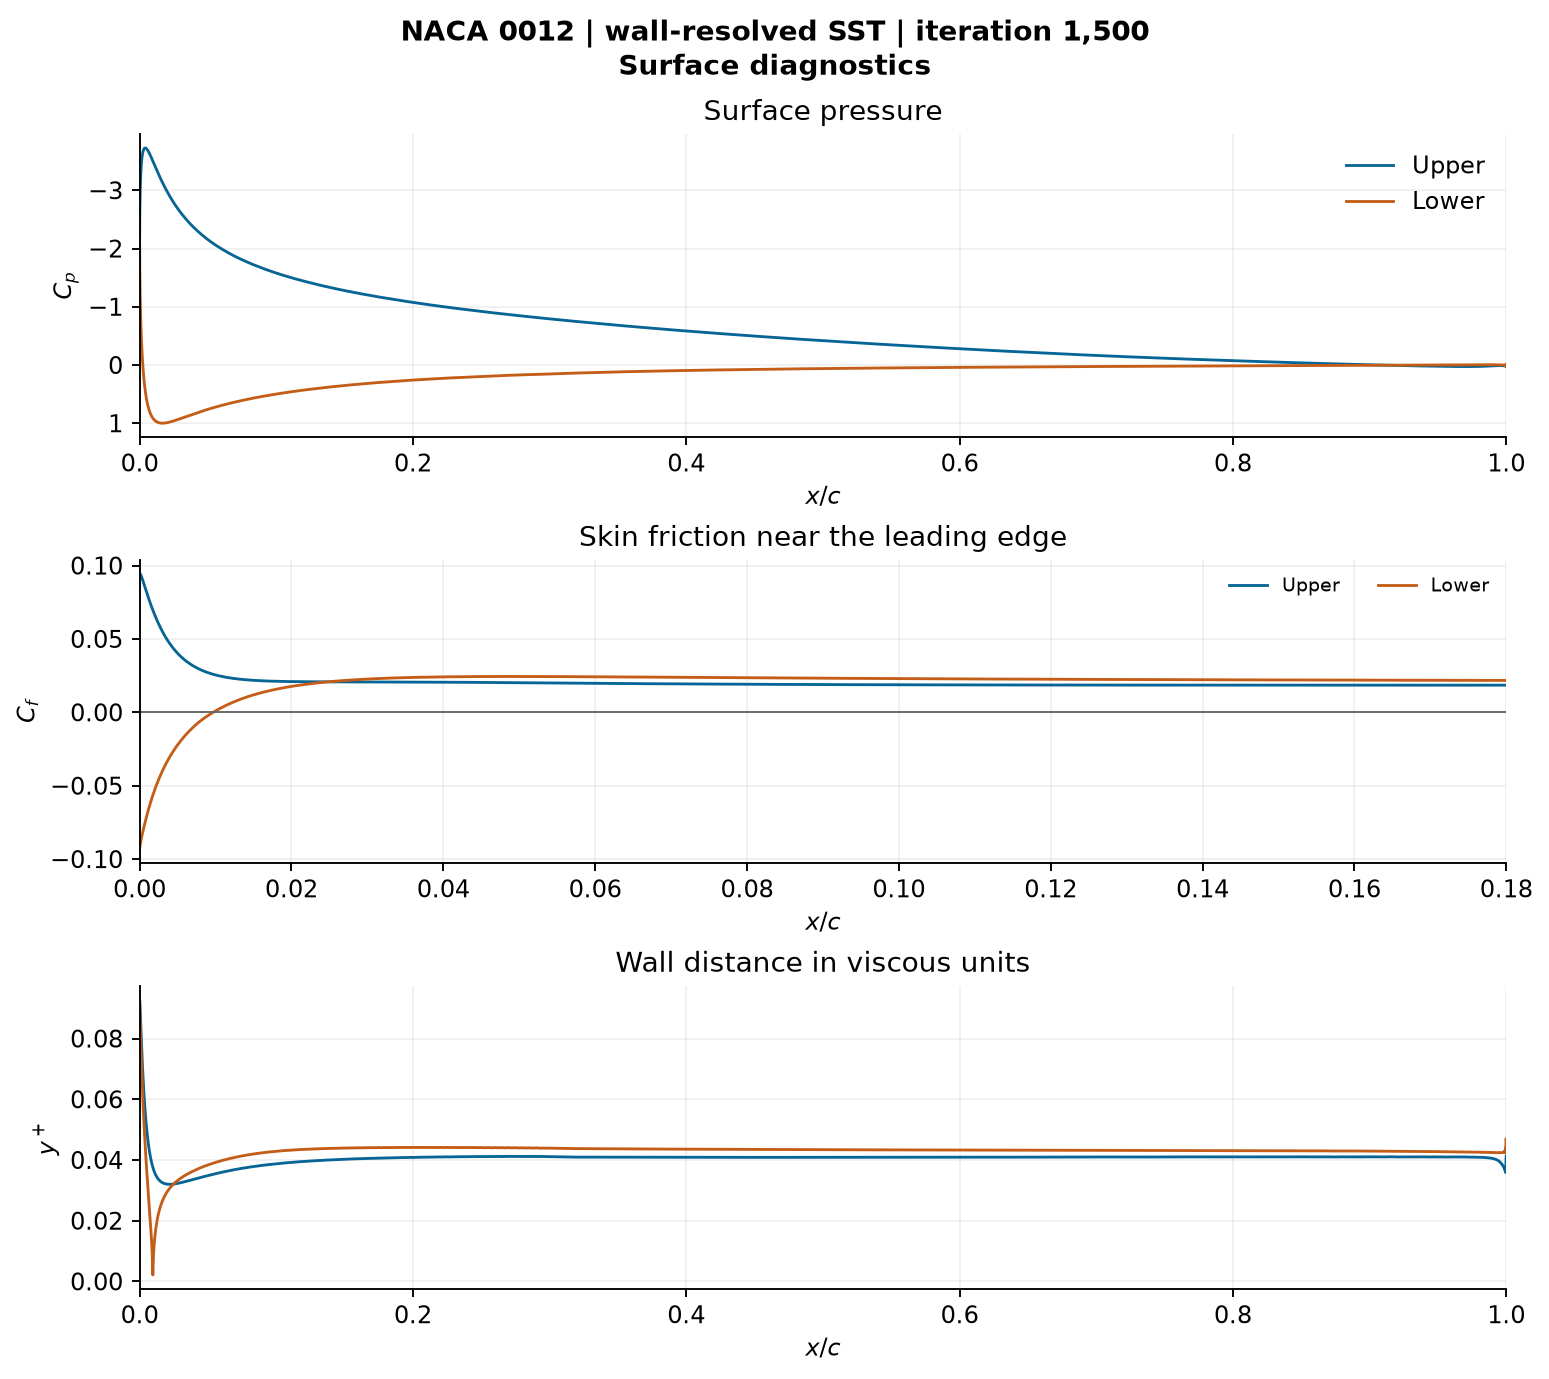 NACA 0012 | wall-resolved SST | iteration 1,500
Surface diagnostics
Surface pressure
Upper
Lower
−3
−2
−1
0
1
C_p
0.0 0.2 0.4 0.6 0.8 1.0
x/c
Skin friction near the leading edge
Upper Lower
0.10
0.05
0.00
−0.05
−0.10
C_f
0.00 0.02 0.04 0.06 0.08 0.10 0.12 0.14 0.16 0.18
x/c
Wall distance in viscous units
0.08
0.06
0.04
0.02
0.00
y⁺
0.0 0.2 0.4 0.6 0.8 1.0
x/c